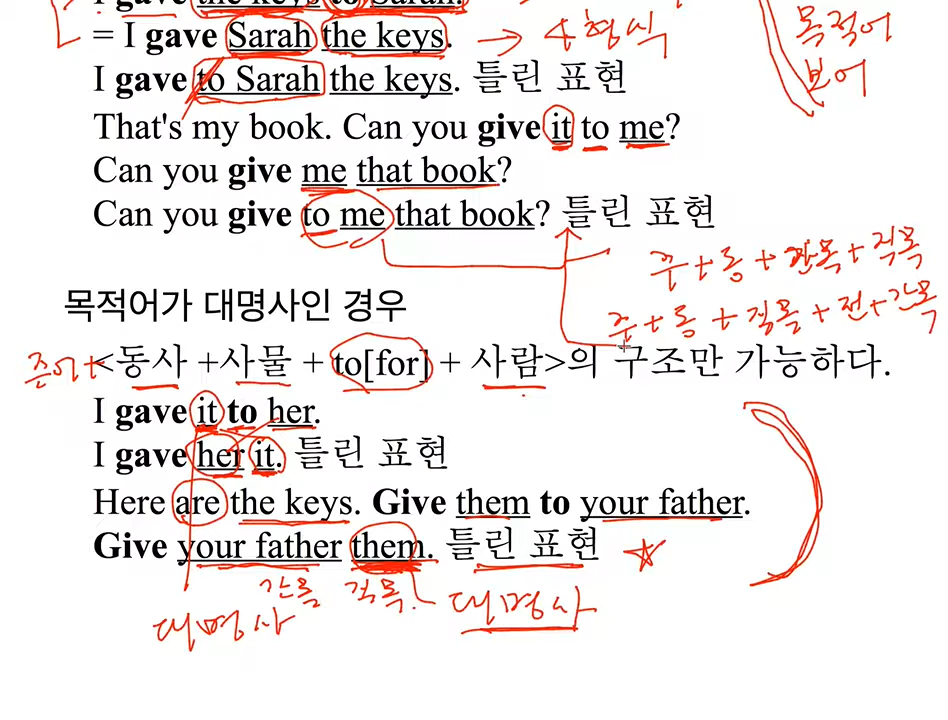 I gave the keys to Sarah.
= I gave Sarah the keys. → 4형식
목적어
보어
I gave to Sarah the keys. 틀린 표현
That's my book. Can you give it to me?
Can you give me that book?
Can you give to me that book? 틀린 표현
주+동+간목+직목
주+동+직목+전+간목
목적어가 대명사인 경우
주어+ <동사 +사물 + to[for] + 사람>의 구조만 가능하다.
I gave it to her.
I gave her it. 틀린 표현
Here are the keys. Give them to your father.
Give your father them. 틀린 표현
간목 직목 대명사
대명사